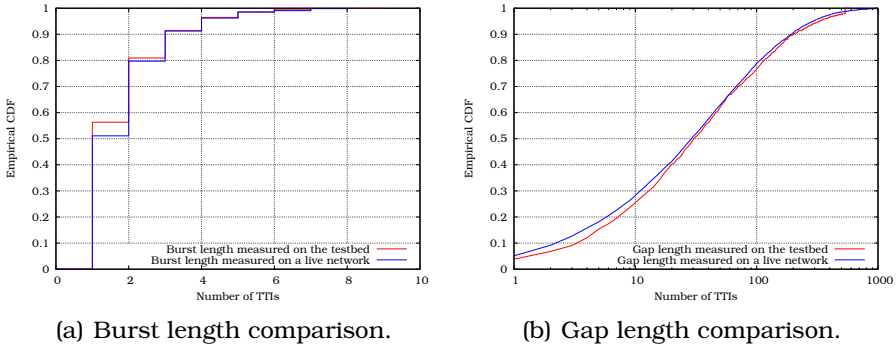 1
0.9
0.8
0.7
0.6
0.5
0.4
0.3
0.2
0.1
0
0 2 4 6 8 10
Empirical CDF
Number of TTIs
Burst length measured on the testbed
Burst length measured on a live network
(a) Burst length comparison.
1
0.9
0.8
0.7
0.6
0.5
0.4
0.3
0.2
0.1
0
1 10 100 1000
Empirical CDF
Number of TTIs
Gap length measured on the testbed
Gap length measured on a live network
(b) Gap length comparison.